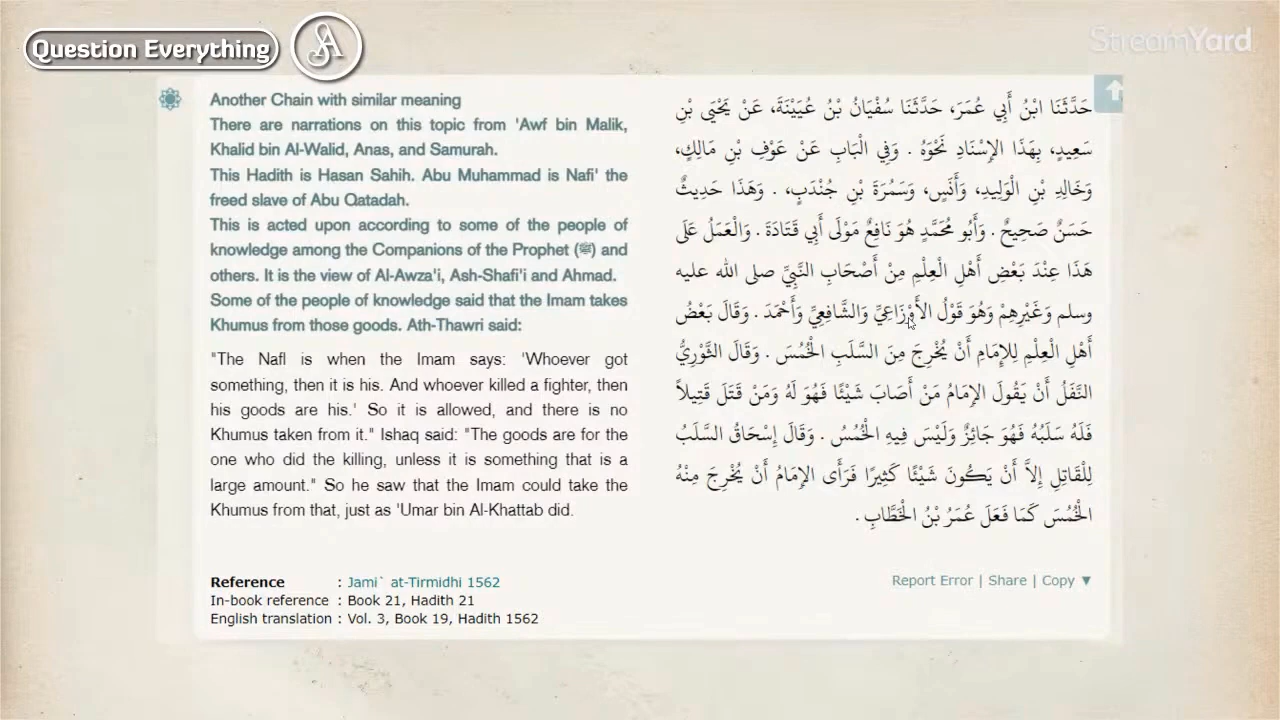 Question Everything
StreamYard
Another Chain with similar meaning
There are narrations on this topic from 'Awf bin Malik,
Khalid bin Al-Walid, Anas, and Samurah.
This Hadith is Hasan Sahih. Abu Muhammad is Nafi' the
freed slave of Abu Qatadah.
This is acted upon according to some of the people of
knowledge among the Companions of the Prophet (ﷺ) and
others. It is the view of Al-Awza'i, Ash-Shafi'i and Ahmad.
Some of the people of knowledge said that the Imam takes
Khumus from those goods. Ath-Thawri said:
"The Nafl is when the Imam says: 'Whoever got
something, then it is his. And whoever killed a fighter, then
his goods are his.' So it is allowed, and there is no
Khumus taken from it." Ishaq said: "The goods are for the
one who did the killing, unless it is something that is a
large amount." So he saw that the Imam could take the
Khumus from that, just as 'Umar bin Al-Khattab did.
حَدَّثَنَا ابْنُ أَبِي عُمَرَ، حَدَّثَنَا سُفْيَانُ بْنُ عُيَيْنَةَ، عَنْ يَحْيَى بْنِ
سَعِيدٍ، بِهَذَا الإِسْنَادِ نَحْوَهُ . وَفِي الْبَابِ عَنْ عَوْفِ بْنِ مَالِكٍ،
وَخَالِدِ بْنِ الْوَلِيدِ، وَأَنَسٍ، وَسَمُرَةَ بْنِ جُنْدَبٍ، . وَهَذَا حَدِيثٌ
حَسَنٌ صَحِيحٌ . وَأَبُو مُحَمَّدٍ هُوَ نَافِعٌ مَوْلَى أَبِي قَتَادَةَ . وَالْعَمَلُ عَلَى
هَذَا عِنْدَ بَعْضِ أَهْلِ الْعِلْمِ مِنْ أَصْحَابِ النَّبِيِّ صلى الله عليه
وسلم وَغَيْرِهِمْ وَهُوَ قَوْلُ الأَوْزَاعِيِّ وَالشَّافِعِيِّ وَأَحْمَدَ . وَقَالَ بَعْضُ
أَهْلِ الْعِلْمِ لِلإِمَامِ أَنْ يُخْرِجَ مِنَ السَّلَبِ الْخُمُسَ . وَقَالَ الثَّوْرِيُّ
النَّفَلُ أَنْ يَقُولَ الإِمَامُ مَنْ أَصَابَ شَيْئًا فَهُوَ لَهُ وَمَنْ قَتَلَ قَتِيلاً
فَلَهُ سَلَبُهُ فَهُوَ جَائِزٌ وَلَيْسَ فِيهِ الْخُمُسُ . وَقَالَ إِسْحَاقُ السَّلَبُ
لِلْقَاتِلِ إِلاَّ أَنْ يَكُونَ شَيْئًا كَثِيرًا فَرَأَى الإِمَامُ أَنْ يُخْرِجَ مِنْهُ
الْخُمُسَ كَمَا فَعَلَ عُمَرُ بْنُ الْخَطَّابِ .
Reference : Jami` at-Tirmidhi 1562
In-book reference : Book 21, Hadith 21
English translation : Vol. 3, Book 19, Hadith 1562
Report Error | Share | Copy ▼